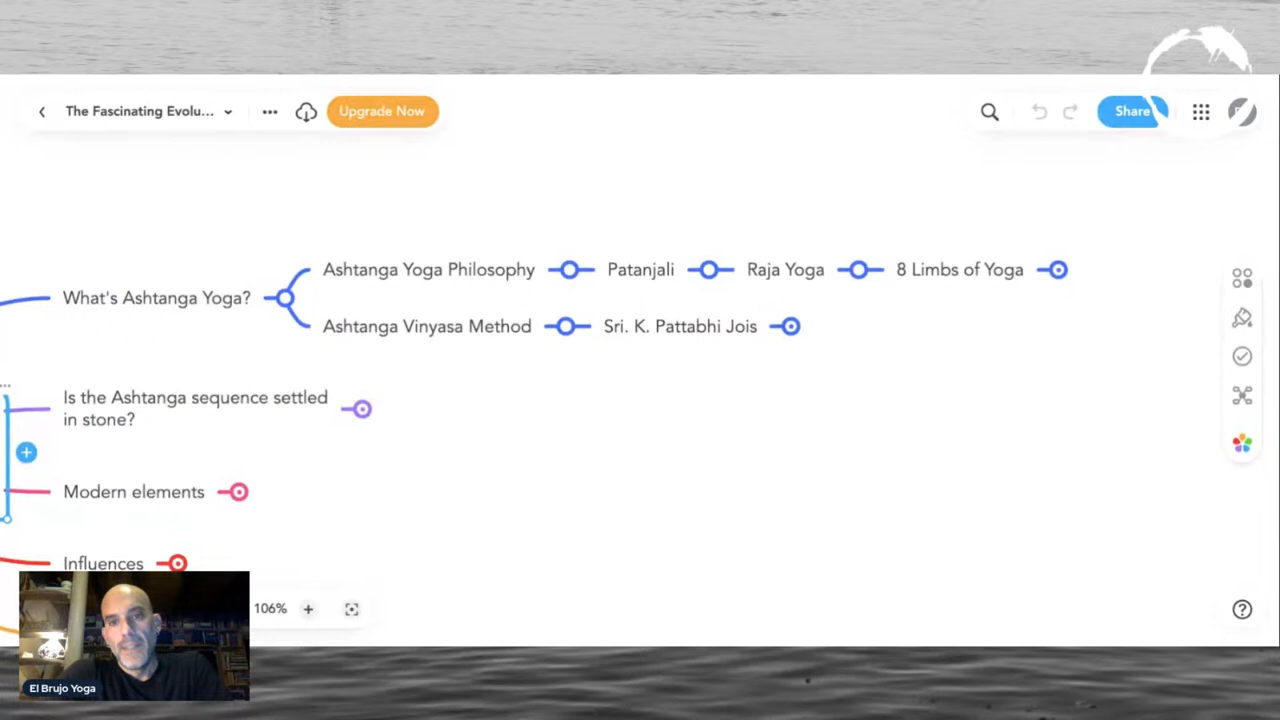 The Fascinating Evolu...
Upgrade Now
Share
Ashtanga Yoga Philosophy
Patanjali
Raja Yoga
8 Limbs of Yoga
What's Ashtanga Yoga?
Ashtanga Vinyasa Method
Sri. K. Pattabhi Jois
Is the Ashtanga sequence settled
in stone?
Modern elements
Influences
106%
El Brujo Yoga